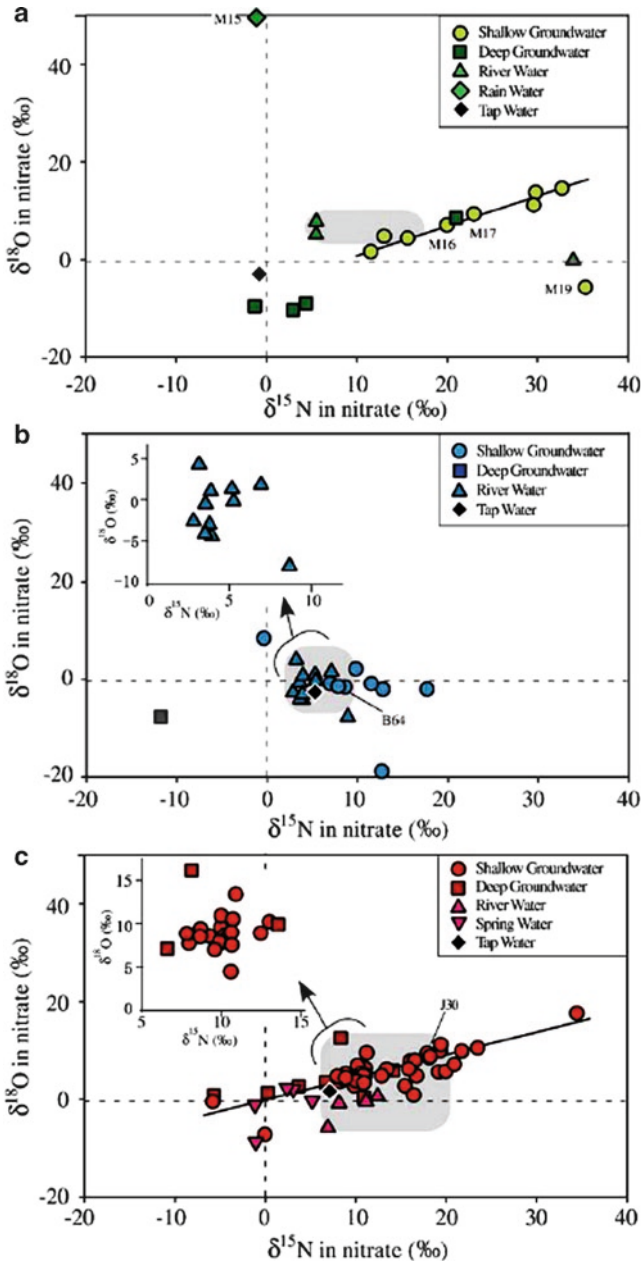 a
M15
40
20
0
-20
δ18O in nitrate (‰)
Shallow Groundwater
Deep Groundwater
River Water
Rain Water
Tap Water
M16
M17
M19
-20
-10
0
10
20
30
40
δ15N in nitrate (‰)
b
40
20
0
-20
δ18O in nitrate (‰)
5
0
-5
-10
δ18O (‰)
0
5
10
δ15N (‰)
Shallow Groundwater
Deep Groundwater
River Water
Tap Water
B64
-20
-10
0
10
20
30
40
δ15N in nitrate (‰)
c
40
20
0
-20
δ18O in nitrate (‰)
15
10
5
0
δ18O (‰)
5
10
15
δ15N (‰)
Shallow Groundwater
Deep Groundwater
River Water
Spring Water
Tap Water
J30
-20
-10
0
10
20
30
40
δ15N in nitrate (‰)